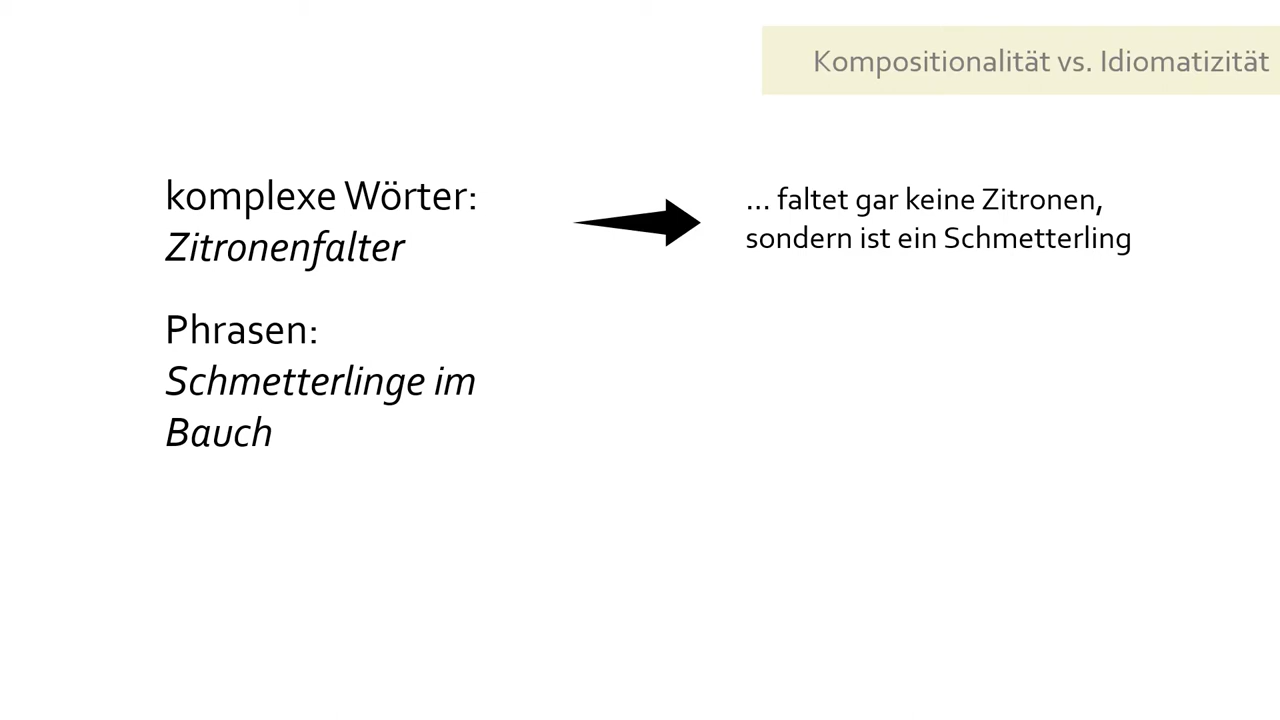 Kompositionalität vs. Idiomatizität
komplexe Wörter:
Zitronenfalter
... faltet gar keine Zitronen,
sondern ist ein Schmetterling
Phrasen:
Schmetterlinge im
Bauch